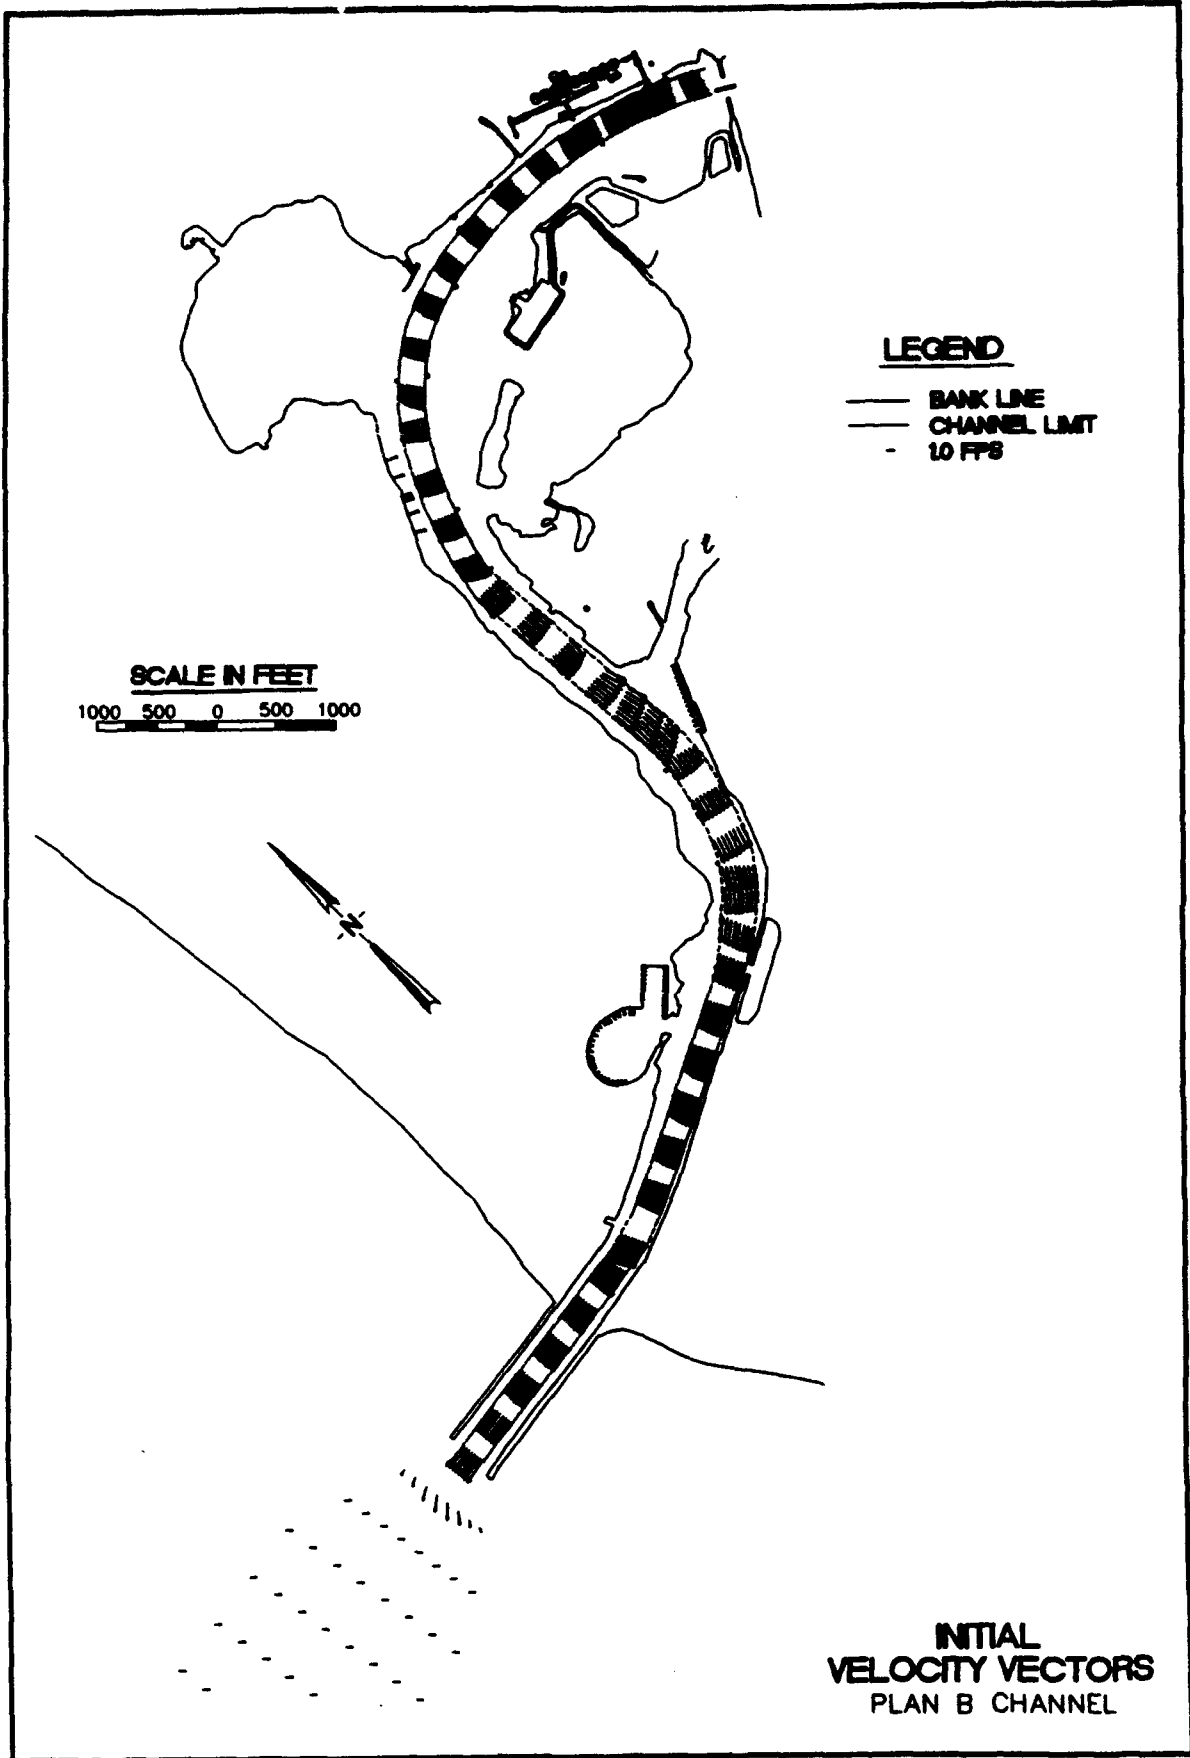 LEGEND
BANK LINE
CHANNEL LIMIT
1.0 FPS
SCALE IN FEET
1000 500 0 500 1000
N
INITIAL
VELOCITY VECTORS
PLAN B CHANNEL